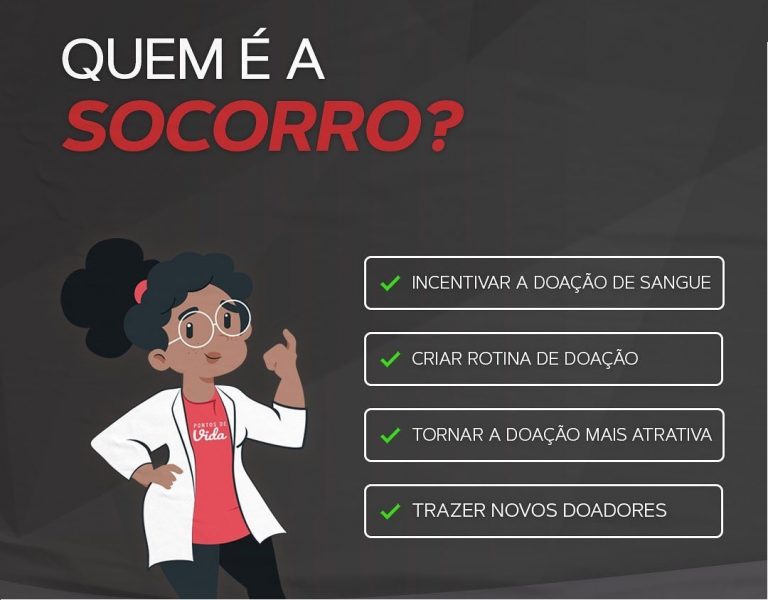 QUEM É A
SOCORRO?
INCENTIVAR A DOAÇÃO DE SANGUE
CRIAR ROTINA DE DOAÇÃO
PONTOS DE
Vida
TORNAR A DOAÇÃO MAIS ATRATIVA
TRAZER NOVOS DOADORES